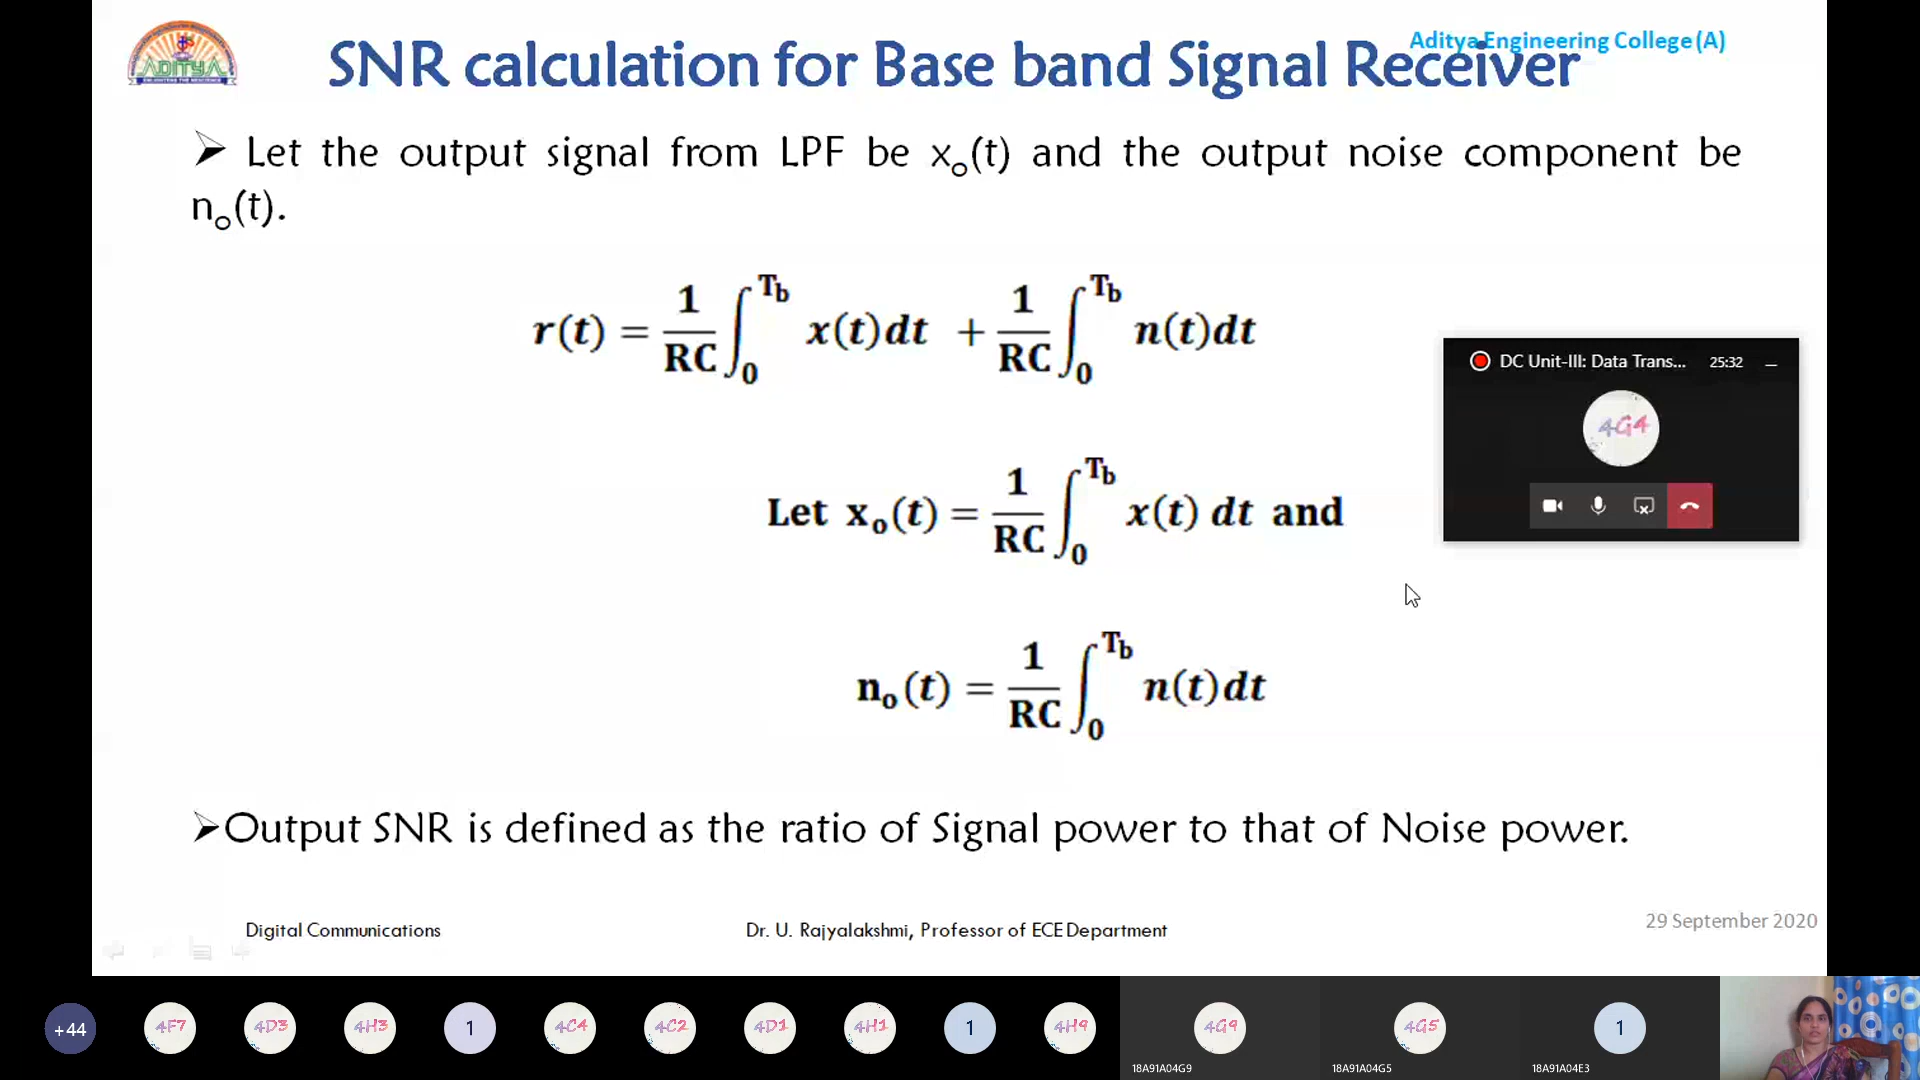 Aditya Engineering College (A)
SNR calculation for Base band Signal Receiver
ADITYA
➢ Let the output signal from LPF be xₒ(t) and the output noise component be
nₒ(t).
r(t) = 1/RC ∫₀^Tb x(t)dt + 1/RC ∫₀^Tb n(t)dt
DC Unit-III: Data Trans... 25:32
4G4
Let xₒ(t) = 1/RC ∫₀^Tb x(t) dt and
nₒ(t) = 1/RC ∫₀^Tb n(t)dt
➢Output SNR is defined as the ratio of Signal power to that of Noise power.
Digital Communications
Dr. U. Rajyalakshmi, Professor of ECE Department
29 September 2020
+44 4F7 4D3 4H3 1 4C4 4C2 4D1 4H1 1 4H9 4G9 4G5 1
18A91A04G9 18A91A04G5 18A91A04E3